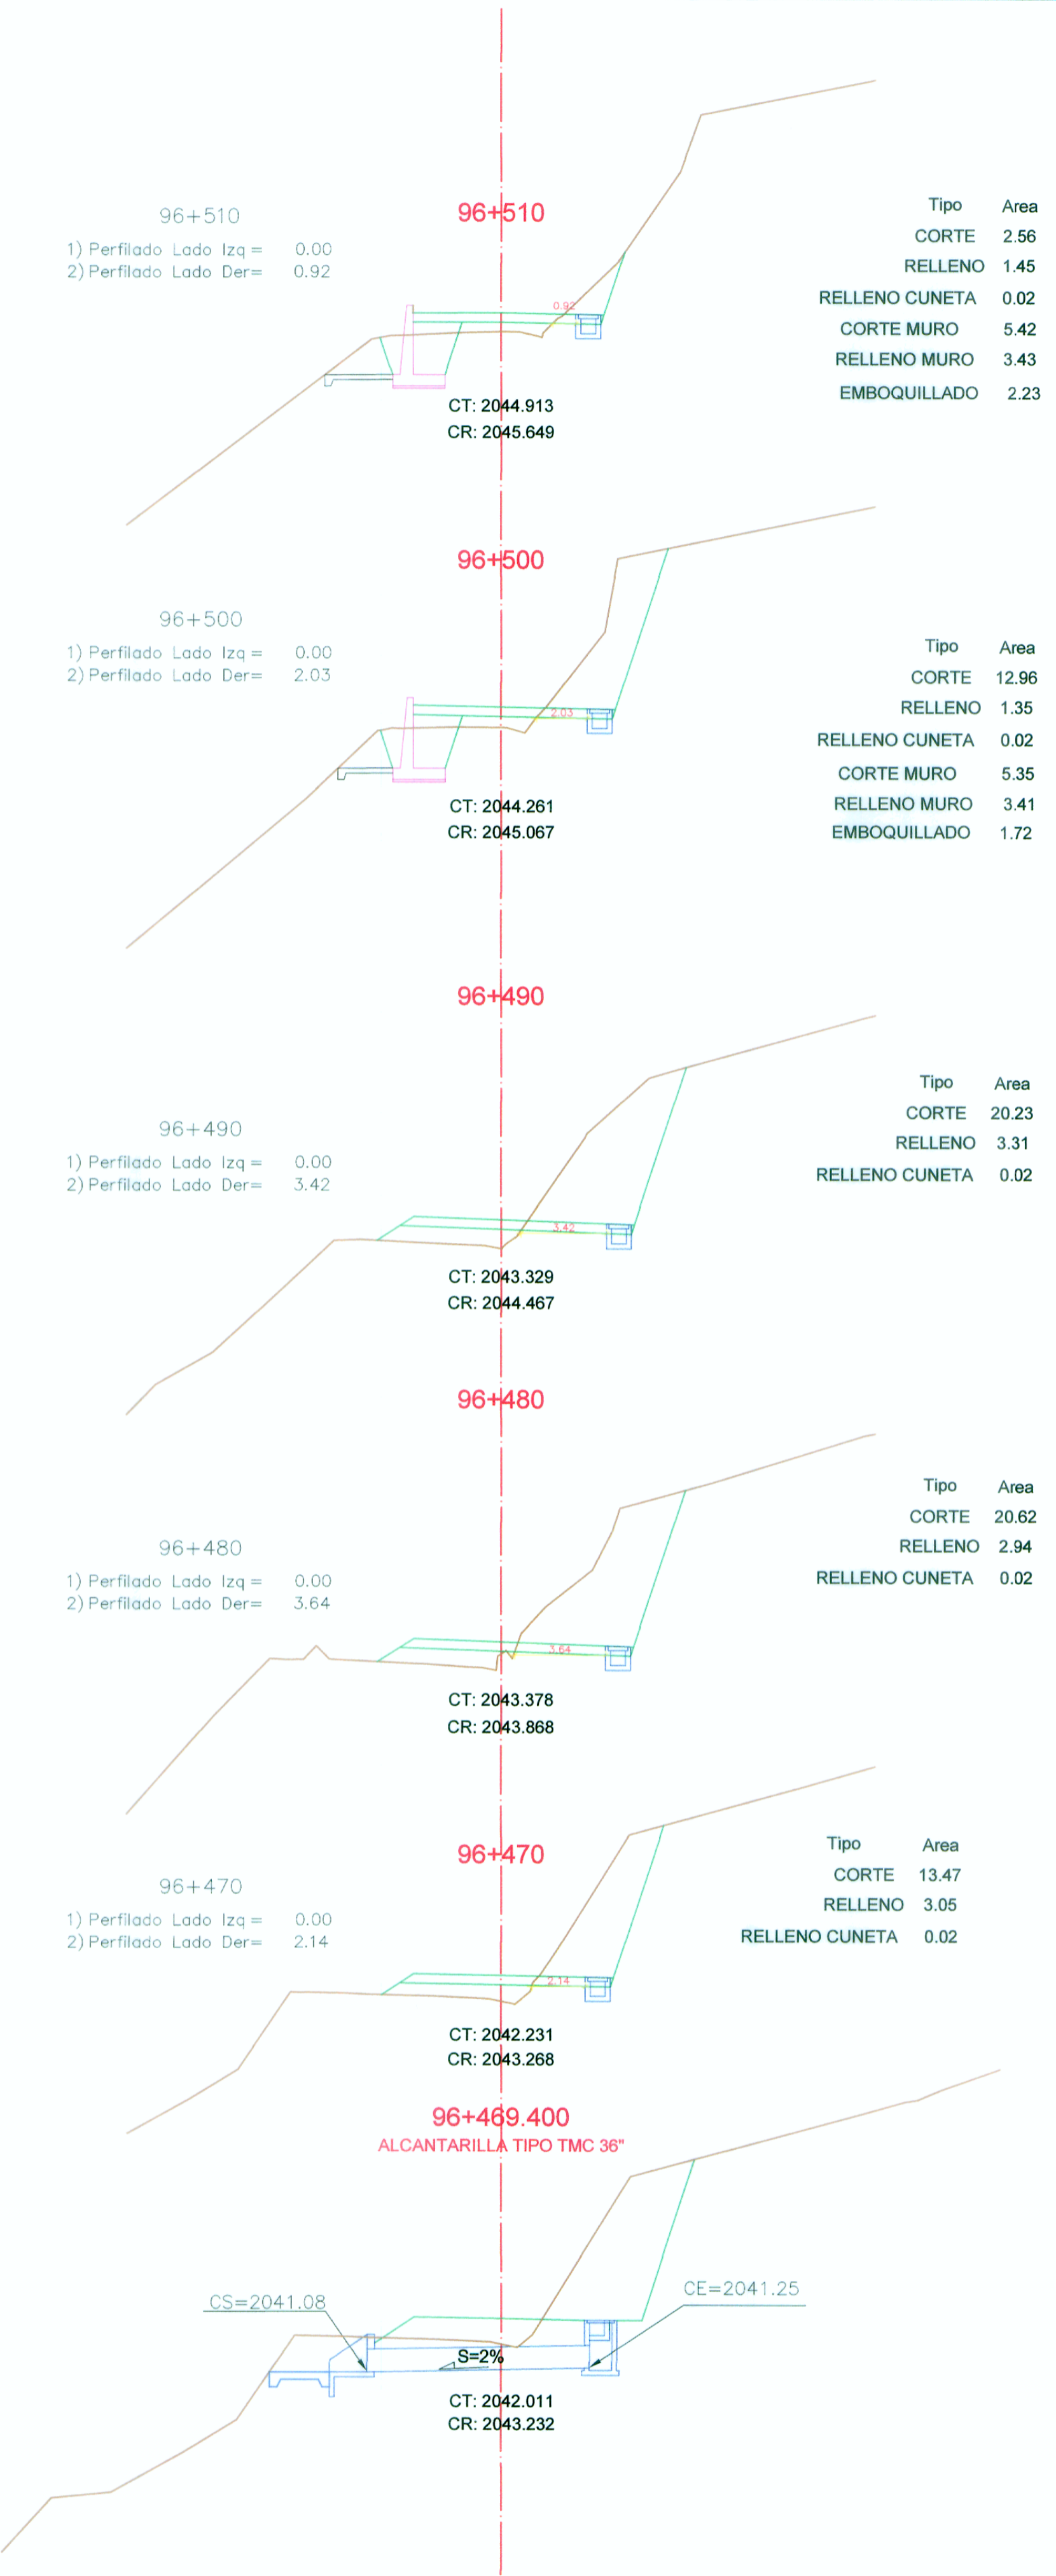 96+510
96+510
1) Perfilado Lado Izq = 0.00
2) Perfilado Lado Der= 0.92
0.92
Tipo Area
CORTE 2.56
RELLENO 1.45
RELLENO CUNETA 0.02
CORTE MURO 5.42
RELLENO MURO 3.43
EMBOQUILLADO 2.23
CT: 2044.913
CR: 2045.649
96+500
96+500
1) Perfilado Lado Izq = 0.00
2) Perfilado Lado Der= 2.03
2.03
Tipo Area
CORTE 12.96
RELLENO 1.35
RELLENO CUNETA 0.02
CORTE MURO 5.35
RELLENO MURO 3.41
EMBOQUILLADO 1.72
CT: 2044.261
CR: 2045.067
96+490
96+490
1) Perfilado Lado Izq = 0.00
2) Perfilado Lado Der= 3.42
3.42
Tipo Area
CORTE 20.23
RELLENO 3.31
RELLENO CUNETA 0.02
CT: 2043.329
CR: 2044.467
96+480
96+480
1) Perfilado Lado Izq = 0.00
2) Perfilado Lado Der= 3.64
3.64
Tipo Area
CORTE 20.62
RELLENO 2.94
RELLENO CUNETA 0.02
CT: 2043.378
CR: 2043.868
96+470
96+470
1) Perfilado Lado Izq = 0.00
2) Perfilado Lado Der= 2.14
2.14
Tipo Area
CORTE 13.47
RELLENO 3.05
RELLENO CUNETA 0.02
CT: 2042.231
CR: 2043.268
96+469.400
ALCANTARILLA TIPO TMC 36"
CS=2041.08
CE=2041.25
S=2%
CT: 2042.011
CR: 2043.232